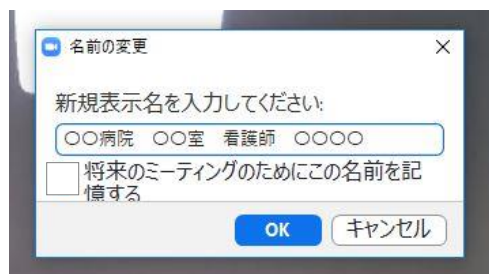 名前の変更
新規表示名を入力してください:
〇〇病院　〇〇室　看護師　〇〇〇〇
将来のミーティングのためにこの名前を記
憶する
OK
キャンセル